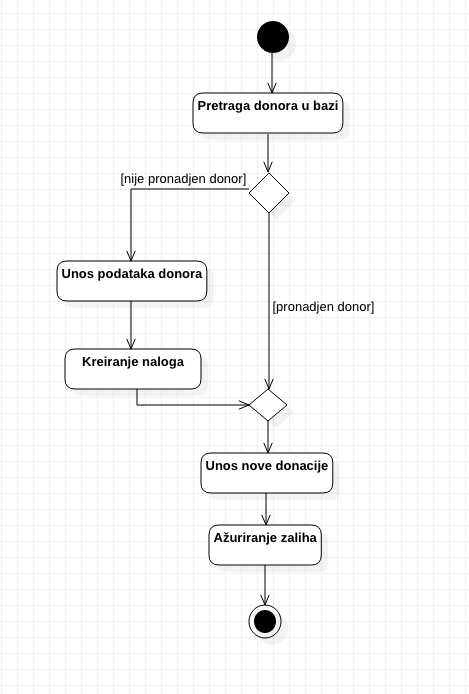 Pretraga donora u bazi
[nije pronadjen donor]
Unos podataka donora
[pronadjen donor]
Kreiranje naloga
Unos nove donacije
Ažuriranje zaliha